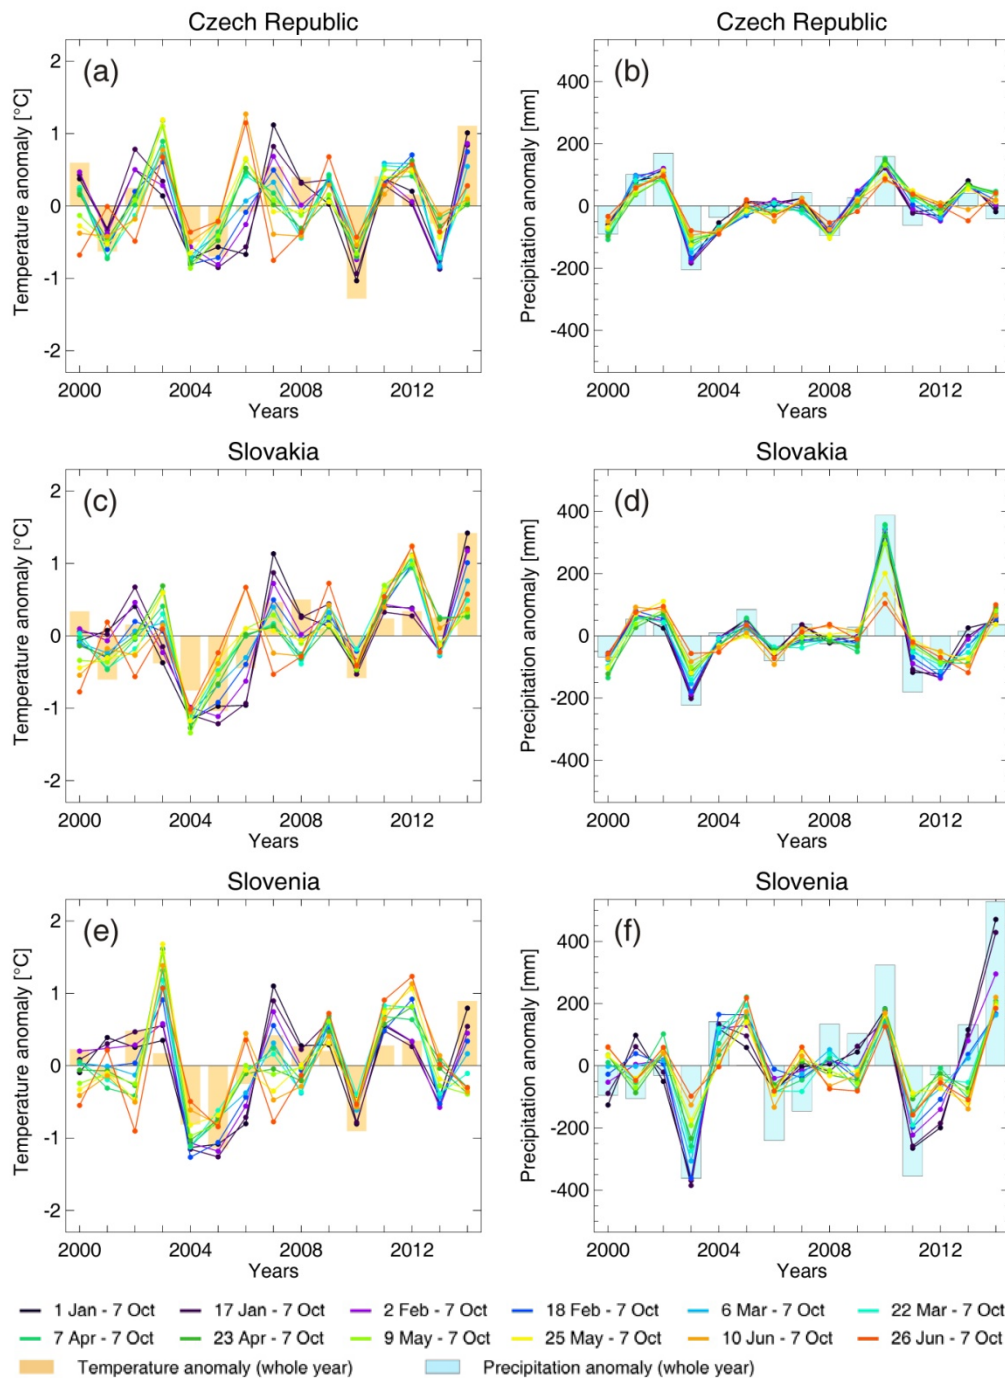 Czech Republic
(a)
Temperature anomaly [°C]
2
1
0
-1
-2
2000 2004 2008 2012
Years
(b)
Precipitation anomaly [mm]
400
200
0
-200
-400
2000 2004 2008 2012
Years
Slovakia
(c)
Temperature anomaly [°C]
2
1
0
-1
-2
2000 2004 2008 2012
Years
Slovakia
(d)
Precipitation anomaly [mm]
400
200
0
-200
-400
2000 2004 2008 2012
Years
Slovenia
(e)
Temperature anomaly [°C]
2
1
0
-1
-2
2000 2004 2008 2012
Years
Slovenia
(f)
Precipitation anomaly [mm]
400
200
0
-200
-400
2000 2004 2008 2012
Years
Czech Republic
1 Jan - 7 Oct 17 Jan - 7 Oct 2 Feb - 7 Oct 18 Feb - 7 Oct 6 Mar - 7 Oct 22 Mar - 7 Oct
7 Apr - 7 Oct 23 Apr - 7 Oct 9 May - 7 Oct 25 May - 7 Oct 10 Jun - 7 Oct 26 Jun - 7 Oct
Temperature anomaly (whole year) Precipitation anomaly (whole year)